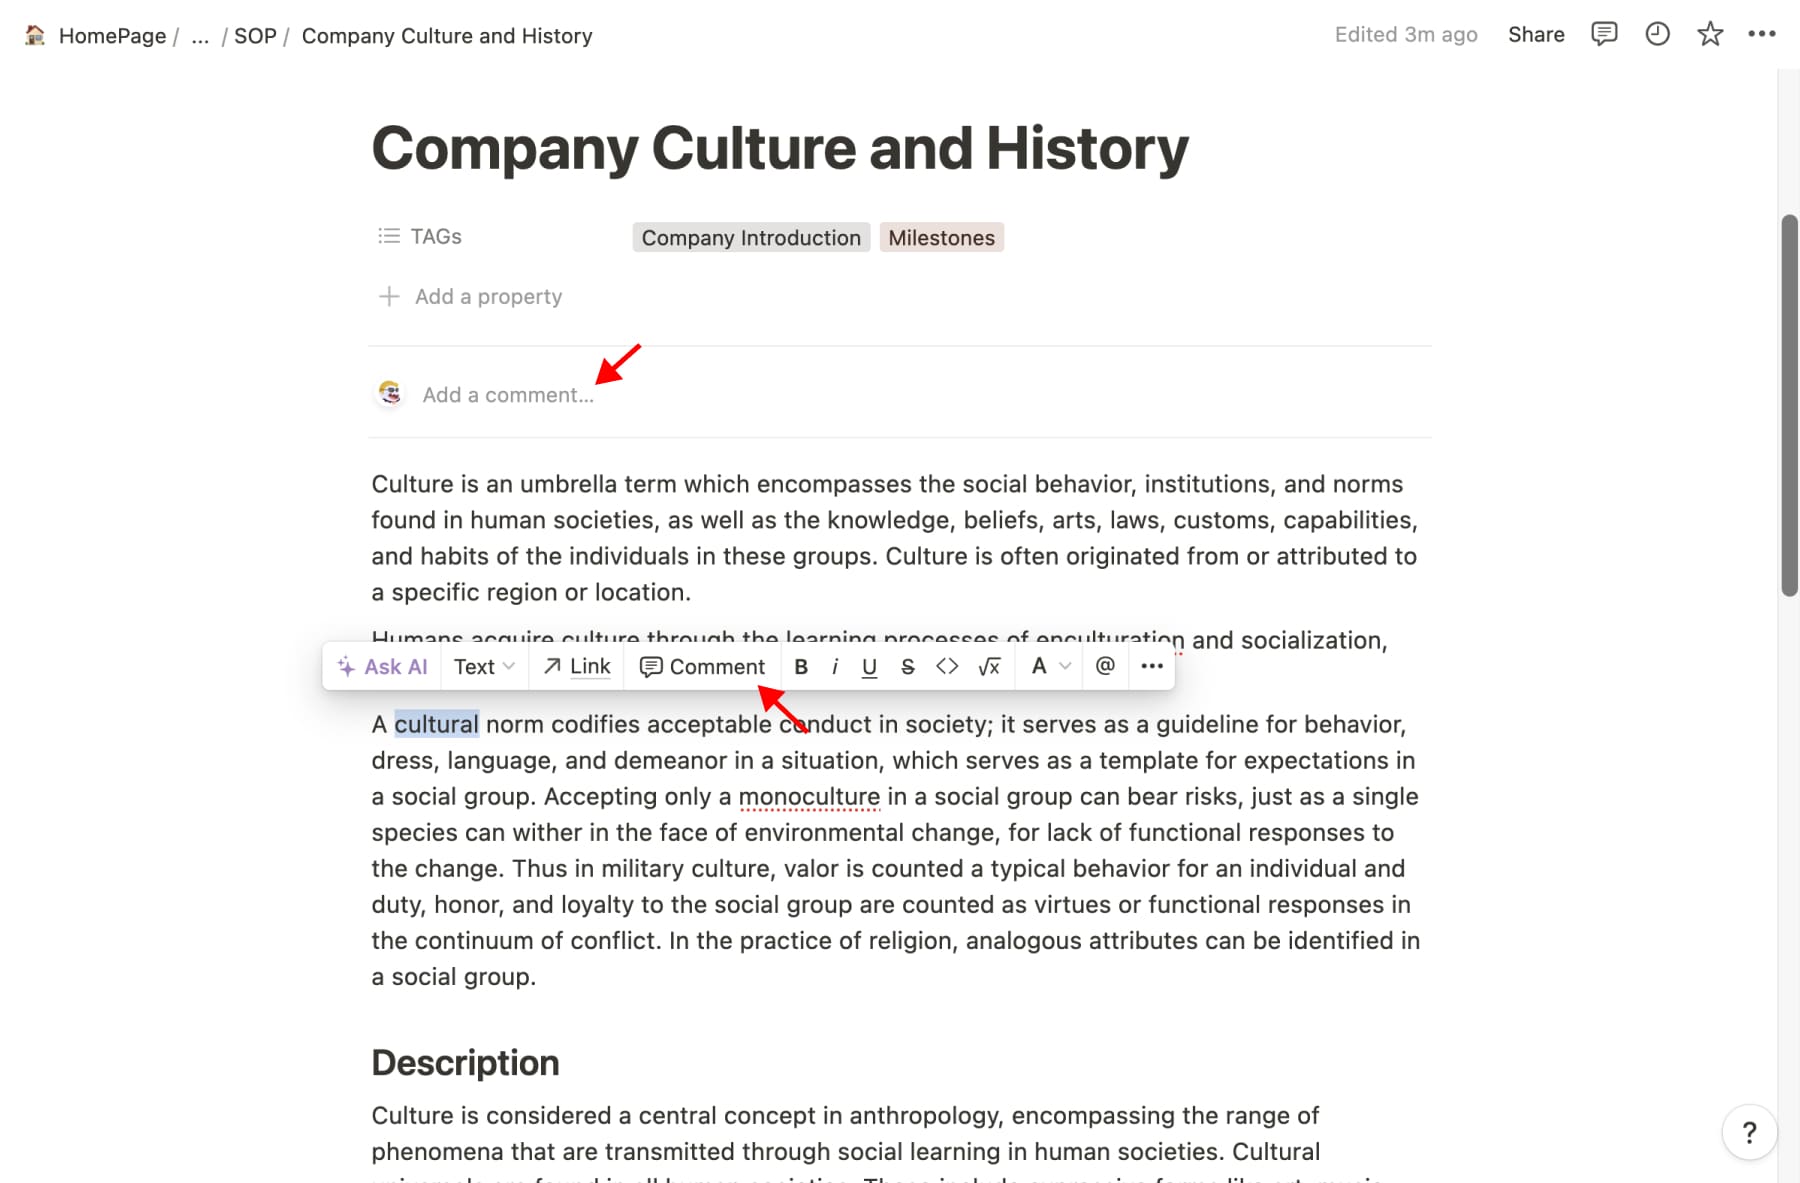 HomePage / ... / SOP / Company Culture and History
Edited 3m ago Share
Company Culture and History
TAGs Company Introduction Milestones
Add a property
Add a comment...
Culture is an umbrella term which encompasses the social behavior, institutions, and norms
found in human societies, as well as the knowledge, beliefs, arts, laws, customs, capabilities,
and habits of the individuals in these groups. Culture is often originated from or attributed to
a specific region or location.
Humans acquire culture through the learning processes of enculturation and socialization,
Ask AI Text Link Comment B i U S <> √x A @ •••
A cultural norm codifies acceptable conduct in society; it serves as a guideline for behavior,
dress, language, and demeanor in a situation, which serves as a template for expectations in
a social group. Accepting only a monoculture in a social group can bear risks, just as a single
species can wither in the face of environmental change, for lack of functional responses to
the change. Thus in military culture, valor is counted a typical behavior for an individual and
duty, honor, and loyalty to the social group are counted as virtues or functional responses in
the continuum of conflict. In the practice of religion, analogous attributes can be identified in
a social group.
Description
Culture is considered a central concept in anthropology, encompassing the range of
phenomena that are transmitted through social learning in human societies. Cultural
?